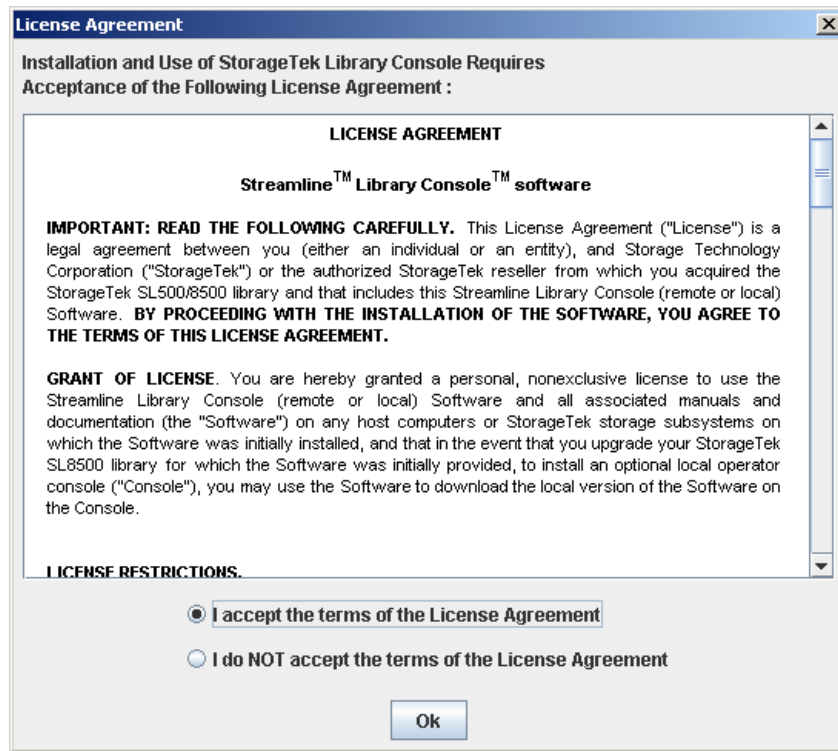 License Agreement
Installation and Use of StorageTek Library Console Requires
Acceptance of the Following License Agreement :
LICENSE AGREEMENT
Streamline™ Library Console™ software
IMPORTANT: READ THE FOLLOWING CAREFULLY. This License Agreement ("License") is a
legal agreement between you (either an individual or an entity), and Storage Technology
Corporation ("StorageTek") or the authorized StorageTek reseller from which you acquired the
StorageTek SL500/8500 library and that includes this Streamline Library Console (remote or local)
Software. BY PROCEEDING WITH THE INSTALLATION OF THE SOFTWARE, YOU AGREE TO
THE TERMS OF THIS LICENSE AGREEMENT.
GRANT OF LICENSE. You are hereby granted a personal, nonexclusive license to use the
Streamline Library Console (remote or local) Software and all associated manuals and
documentation (the "Software") on any host computers or StorageTek storage subsystems on
which the Software was initially installed, and that in the event that you upgrade your StorageTek
SL8500 library for which the Software was initially provided, to install an optional local operator
console ("Console"), you may use the Software to download the local version of the Software on
the Console.
LICENSE RESTRICTIONS.
I accept the terms of the License Agreement
I do NOT accept the terms of the License Agreement
Ok